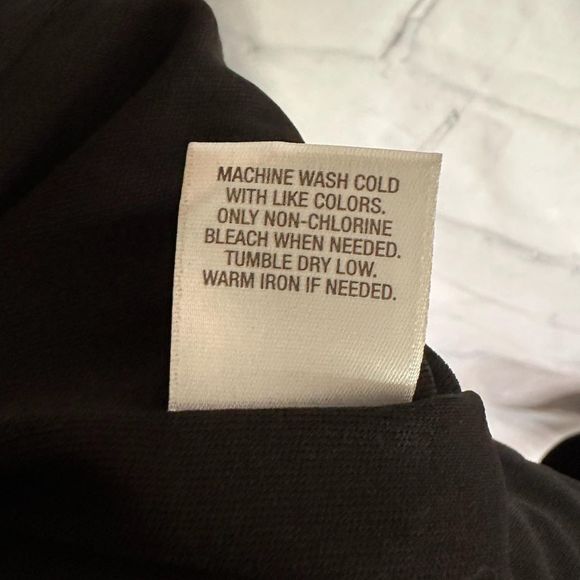 MACHINE WASH COLD
WITH LIKE COLORS.
ONLY NON-CHLORINE
BLEACH WHEN NEEDED.
TUMBLE DRY LOW.
WARM IRON IF NEEDED.